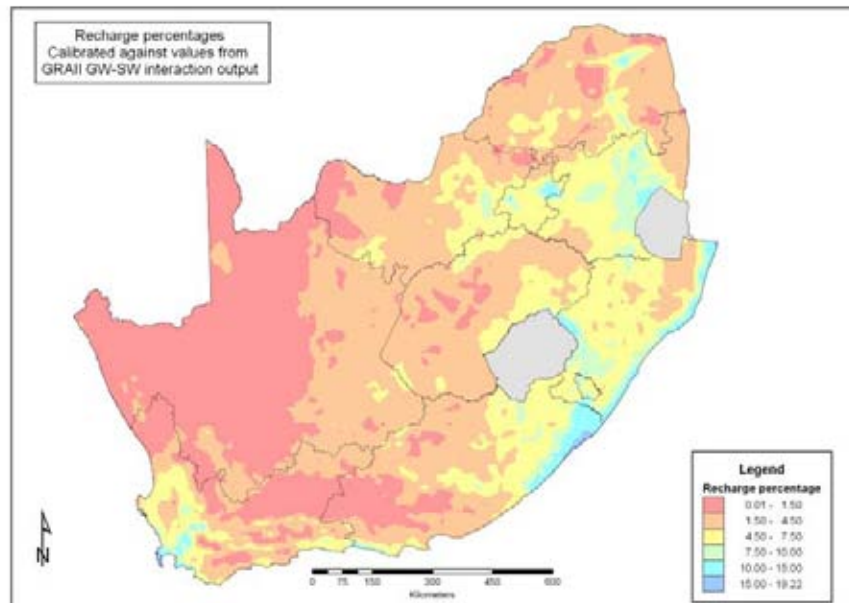 Recharge percentages
Calibrated against values from
GRAII GW-SW interaction output
N
0 45 75 150 300 450 600
Kilometers
Legend
Recharge percentage
0.01 - 1.50
1.50 - 4.50
4.50 - 7.50
7.50 - 10.00
10.00 - 15.00
15.00 - 19.22